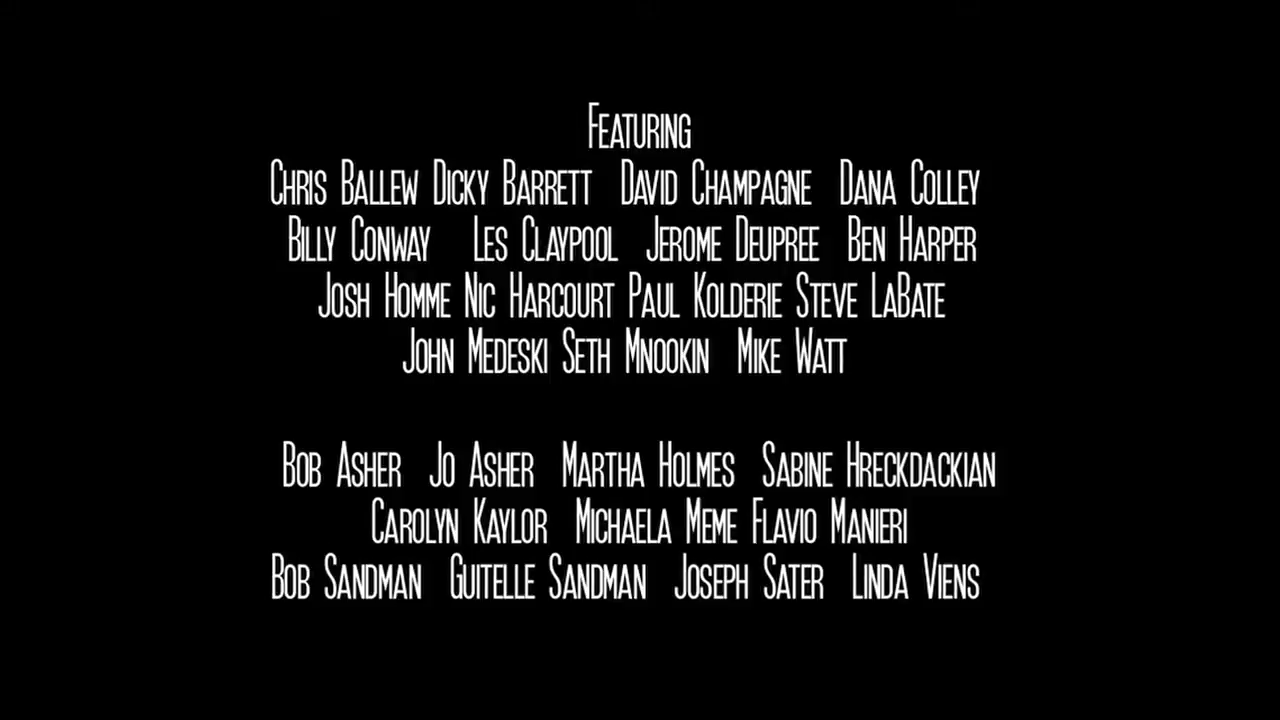 Featuring
Chris Ballew Dicky Barrett David Champagne Dana Colley
Billy Conway Les Claypool Jerome Deupree Ben Harper
Josh Homme Nic Harcourt Paul Kolderie Steve LaBate
John Medeski Seth Mnookin Mike Watt
Bob Asher Jo Asher Martha Holmes Sabine Hreckdackian
Carolyn Kaylor Michaela Meme Flavio Manieri
Bob Sandman Guitelle Sandman Joseph Sater Linda Viens